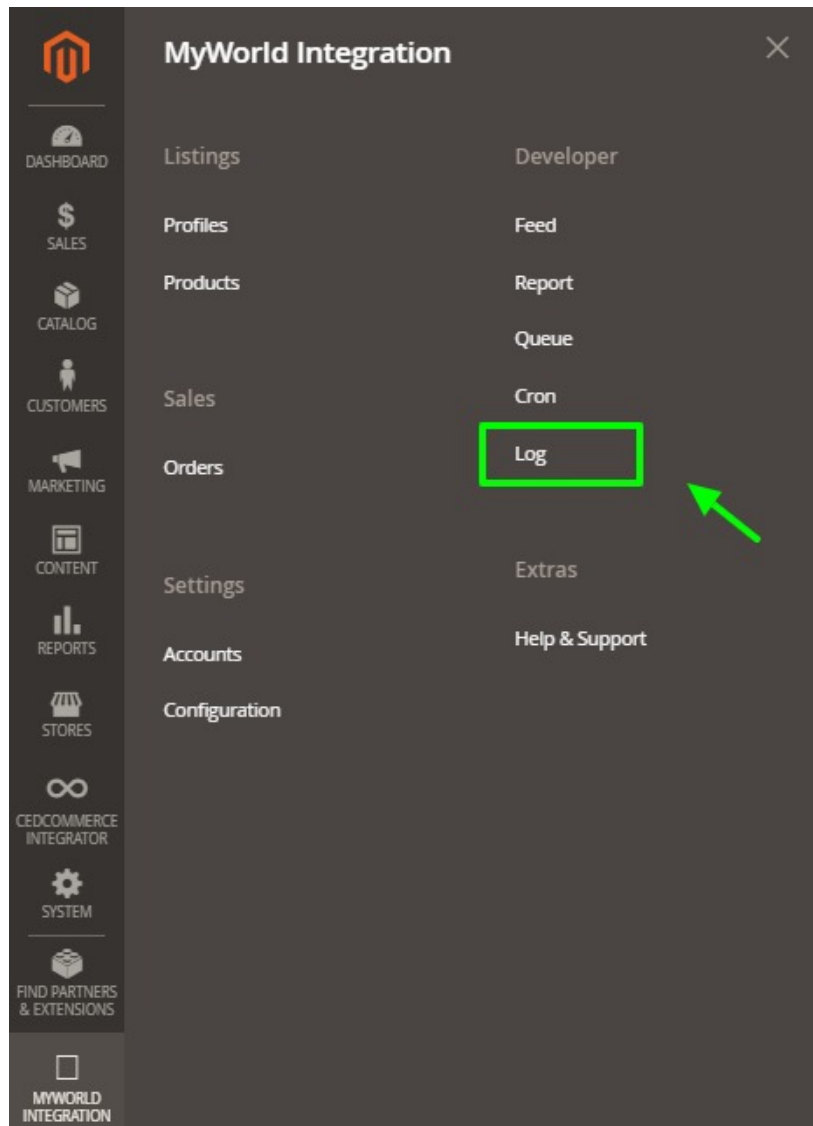 DASHBOARD
SALES
CATALOG
CUSTOMERS
MARKETING
CONTENT
REPORTS
STORES
CEDCOMMERCE
INTEGRATOR
SYSTEM
FIND PARTNERS
& EXTENSIONS
MYWORLD
INTEGRATION
MyWorld Integration
Listings
Profiles
Products
Sales
Orders
Settings
Accounts
Configuration
Developer
Feed
Report
Queue
Cron
Log
Extras
Help & Support